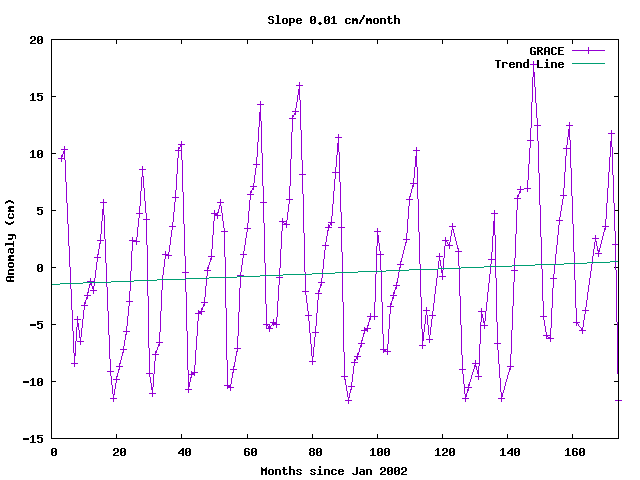 Slope 0.01 cm/month
20
GRACE
Trend Line
15
10
5
0
-5
-10
-15
Anomaly (cm)
0 20 40 60 80 100 120 140 160
Months since Jan 2002